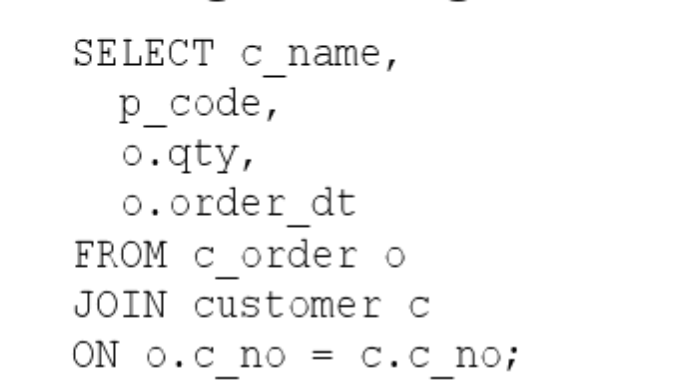 SELECT c_name,
p_code,
o.qty,
o.order_dt
FROM c_order o
JOIN customer c
ON o.c_no = c.c_no;